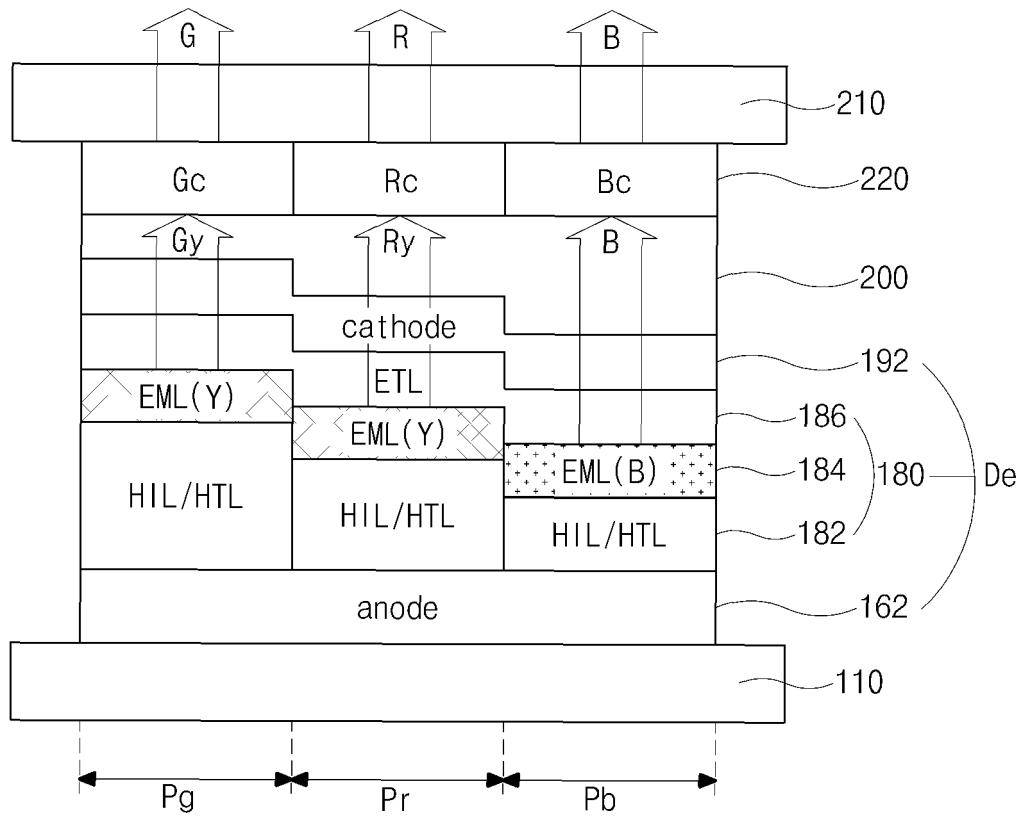 G R B
210
Gc Rc Bc
220
Gy Ry B
200
cathode
192
ETL
EML(Y)
186
EML(Y)
EML(B)
184
180
De
HIL/HTL
HIL/HTL
HIL/HTL
182
anode
162
110
Pg Pr Pb